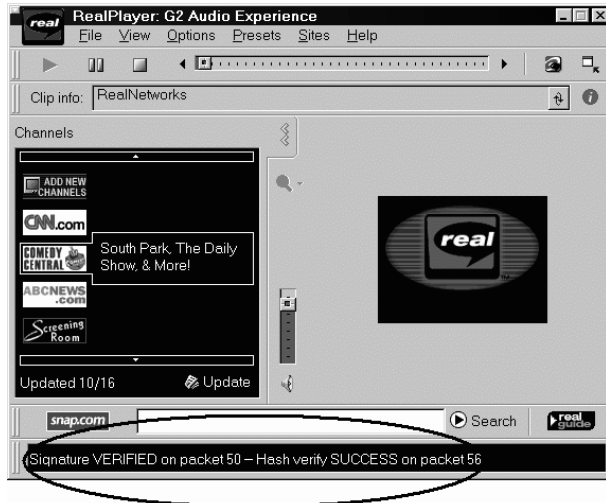 real
RealPlayer: G2 Audio Experience
File View Options Presets Sites Help
Clip info: RealNetworks
Channels
ADD NEW
CHANNELS
CNN.com
COMEDY
CENTRAL
South Park, The Daily
Show, & More!
ABCNEWS
.com
Screening
Room
Updated 10/16 Update
real
snap.com Search real guide
Signature VERIFIED on packet 50 – Hash verify SUCCESS on packet 56